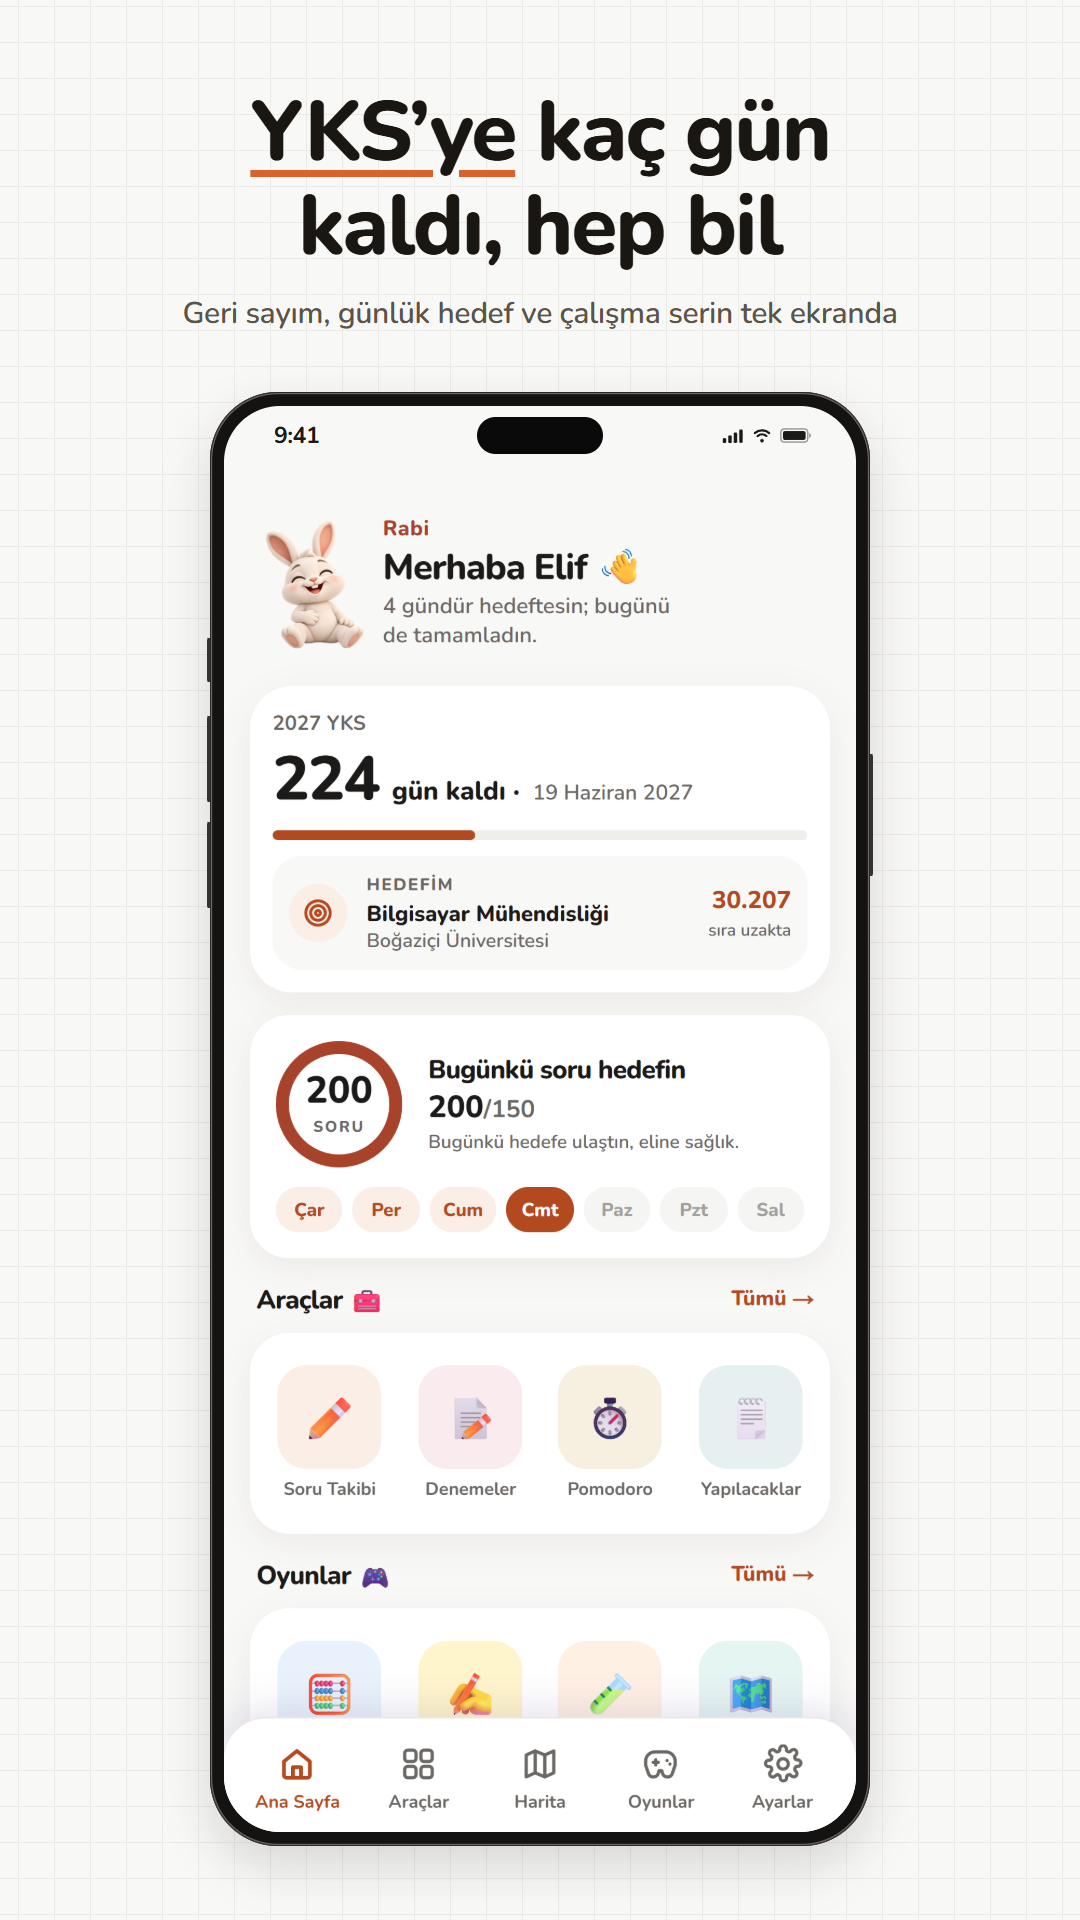 YKS’ye kaç gün
kaldı, hep bil
Geri sayım, günlük hedef ve çalışma serin tek ekranda
9:41
Rabi
Merhaba Elif 👋
4 gündür hedeftesin; bugünü
de tamamladın.
2027 YKS
224 gün kaldı · 19 Haziran 2027
HEDEFİM
Bilgisayar Mühendisliği
Boğaziçi Üniversitesi
30.207
sıra uzakta
200
SORU
Bugünkü soru hedefin
200/150
Bugünkü hedefe ulaştın, eline sağlık.
Çar Per Cum Cmt Paz Pzt Sal
Araçlar 🧰 Tümü →
Soru Takibi Denemeler Pomodoro Yapılacaklar
Oyunlar 🎮 Tümü →
Ana Sayfa Araçlar Harita Oyunlar Ayarlar